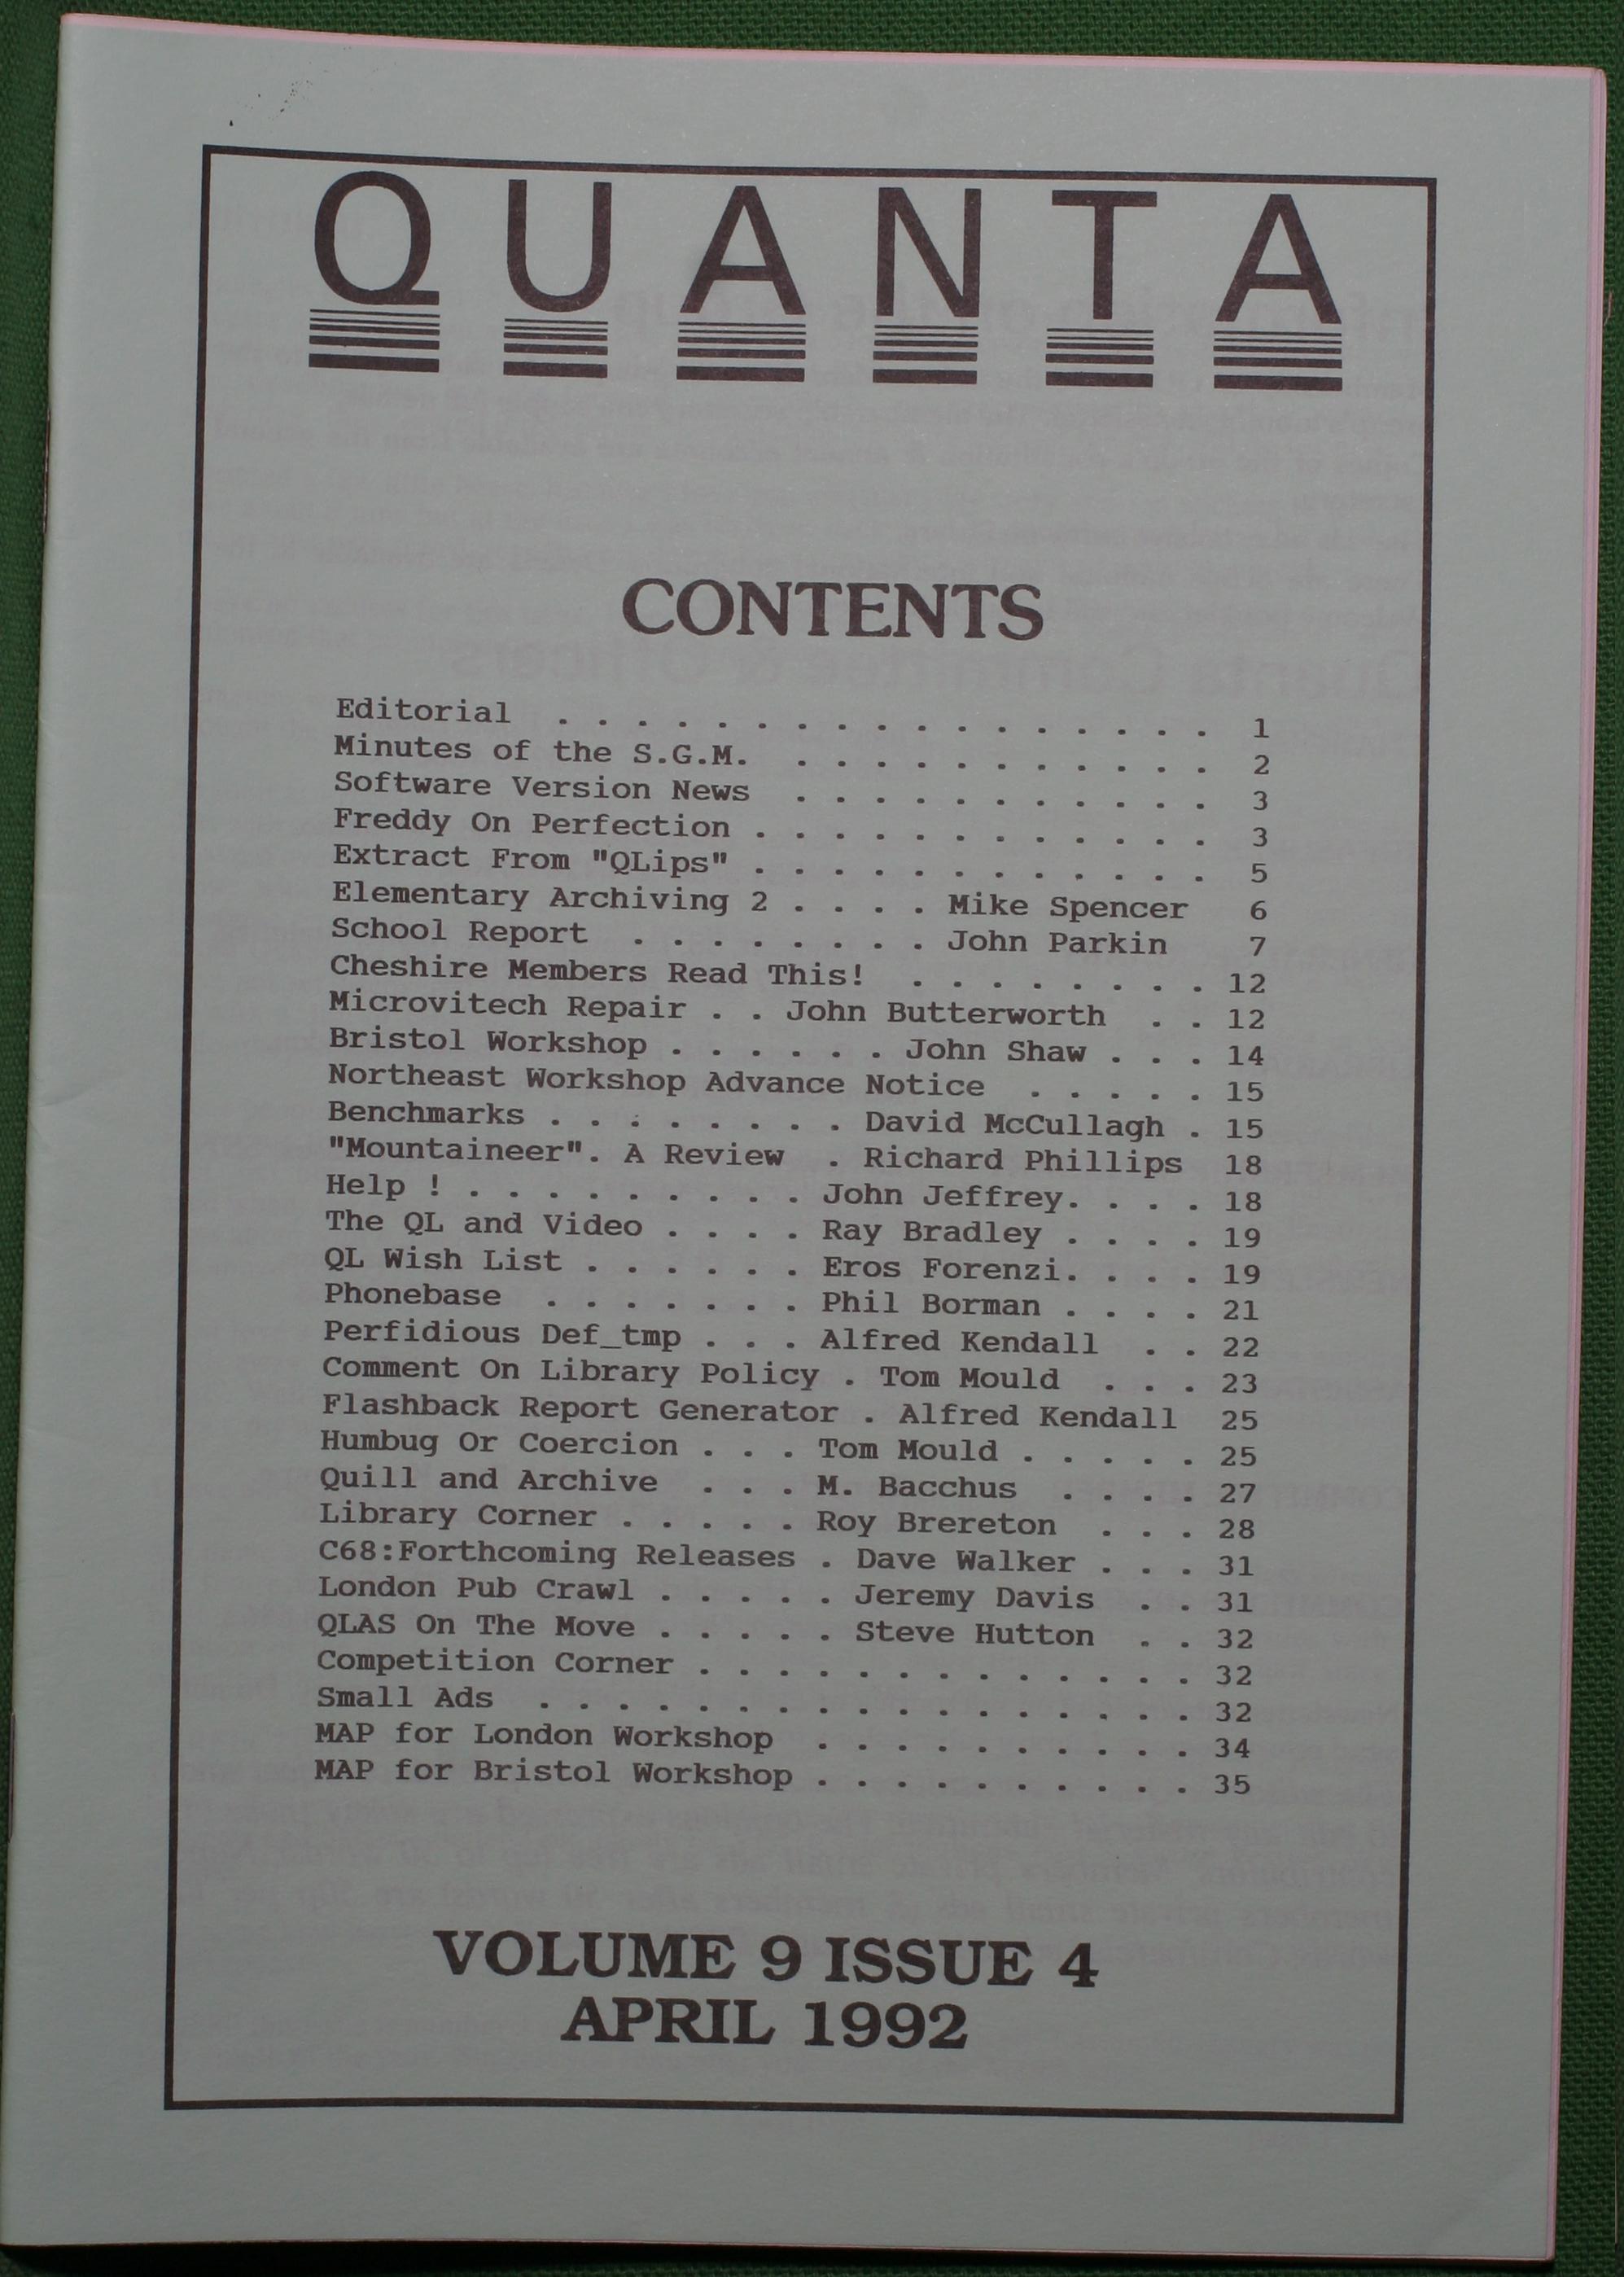 QUANTA
CONTENTS
Editorial . . . . . . . . . . . . . . . . . 1
Minutes of the S.G.M. . . . . . . . . . . . 2
Software Version News . . . . . . . . . . . 3
Freddy On Perfection . . . . . . . . . . . . 3
Extract From "QLips" . . . . . . . . . . . . 5
Elementary Archiving 2 . . . . Mike Spencer 6
School Report . . . . . . . . John Parkin 7
Cheshire Members Read This! . . . . . . . . 12
Microvitech Repair . . John Butterworth . . 12
Bristol Workshop . . . . . . John Shaw . . . 14
Northeast Workshop Advance Notice . . . . . 15
Benchmarks . . . . . . . . David McCullagh . 15
"Mountaineer". A Review . Richard Phillips 18
Help ! . . . . . . . . . John Jeffrey. . . . 18
The QL and Video . . . . Ray Bradley . . . . 19
QL Wish List . . . . . . Eros Forenzi. . . . 19
Phonebase . . . . . . . Phil Borman . . . . 21
Perfidious Def_tmp . . . Alfred Kendall . . 22
Comment On Library Policy . Tom Mould . . . 23
Flashback Report Generator . Alfred Kendall 25
Humbug Or Coercion . . . Tom Mould . . . . . 25
Quill and Archive . . . M. Bacchus . . . . 27
Library Corner . . . . . Roy Brereton . . . 28
C68:Forthcoming Releases . Dave Walker . . . 31
London Pub Crawl . . . . . Jeremy Davis . . 31
QLAS On The Move . . . . . Steve Hutton . . 32
Competition Corner . . . . . . . . . . . . . 32
Small Ads . . . . . . . . . . . . . . . . . 32
MAP for London Workshop . . . . . . . . . . 34
MAP for Bristol Workshop . . . . . . . . . . 35
VOLUME 9 ISSUE 4
APRIL 1992